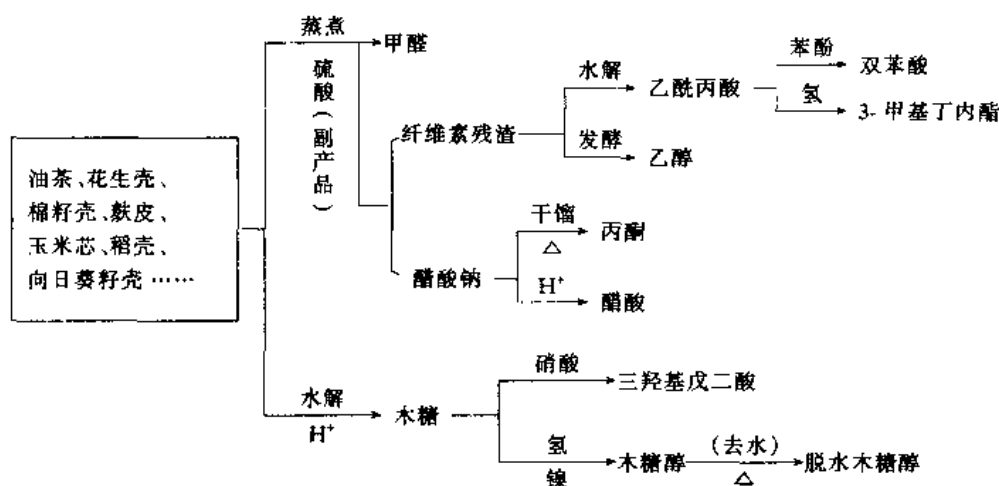 蒸煮
甲醛
硫酸(副产品)
油茶、花生壳、
棉籽壳、麸皮、
玉米芯、稻壳、
向日葵籽壳……
纤维素残渣
水解
乙酰丙酸
苯酚
双苯酸
氢
3-甲基丁内酯
发酵
乙醇
醋酸钠
干馏
△
丙酮
H⁺
醋酸
水解
H⁺
木糖
硝酸
三羟基戊二酸
氢
镍
木糖醇
(去水)
△
脱水木糖醇